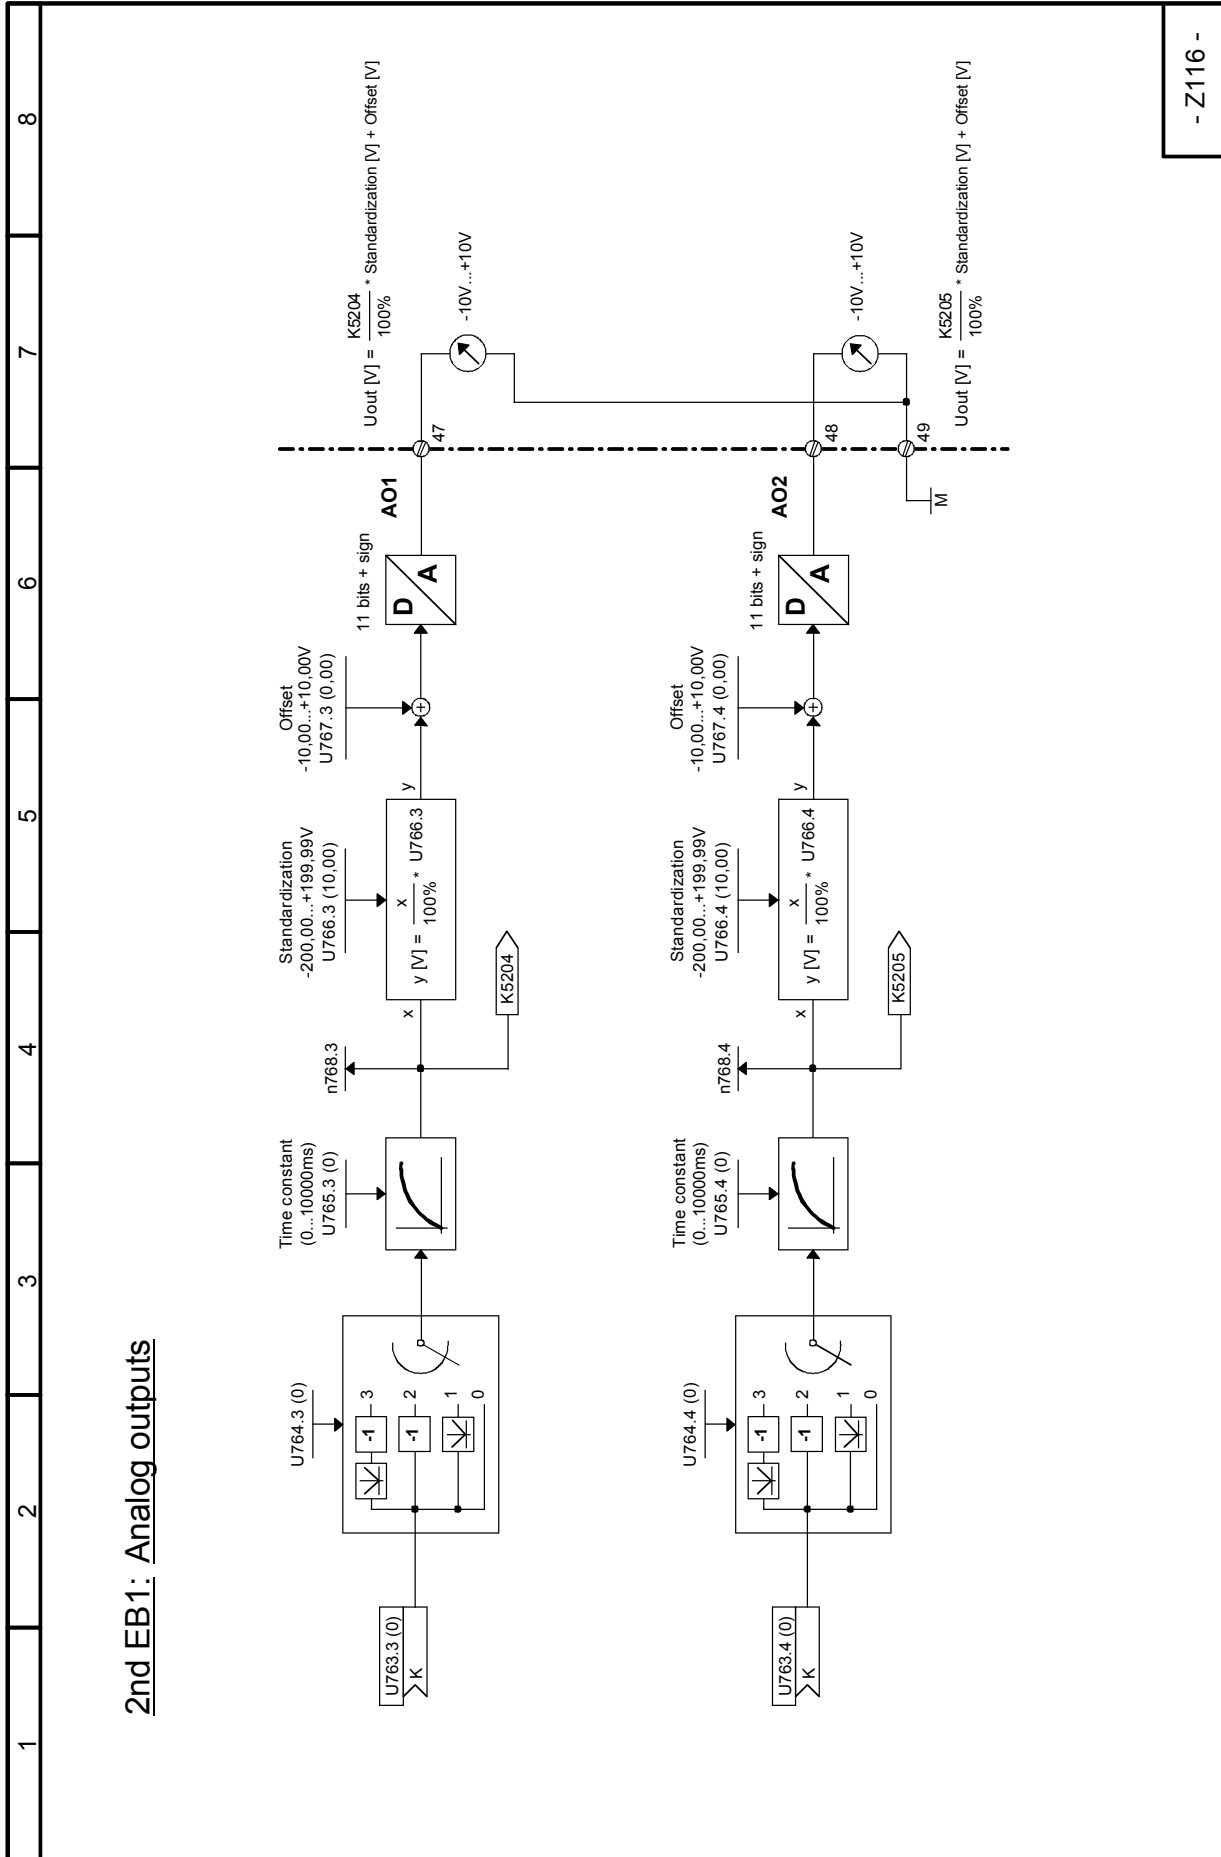 1 2 3 4 5 6 7 8
2nd EB1: Analog outputs
U763.3 (0)
K
U764.3 (0)
-1 3
-1 2
1
0
Time constant
(0...10000ms)
U765.3 (0)
n768.3
K5204
Standardization
-200,00...+199,99V
U766.3 (10,00)
x
y [V] = x / 100% * U766.3
y
Offset
-10,00...+10,00V
U767.3 (0,00)
+
11 bits + sign
D
A
AO1
47
Uout [V] = K5204 / 100% * Standardization [V] + Offset [V]
-10V...+10V
U763.4 (0)
K
U764.4 (0)
-1 3
-1 2
1
0
Time constant
(0...10000ms)
U765.4 (0)
n768.4
K5205
Standardization
-200,00...+199,99V
U766.4 (10,00)
x
y [V] = x / 100% * U766.4
y
Offset
-10,00...+10,00V
U767.4 (0,00)
+
11 bits + sign
D
A
AO2
48
49
M
-10V...+10V
Uout [V] = K5205 / 100% * Standardization [V] + Offset [V]
- Z116 -